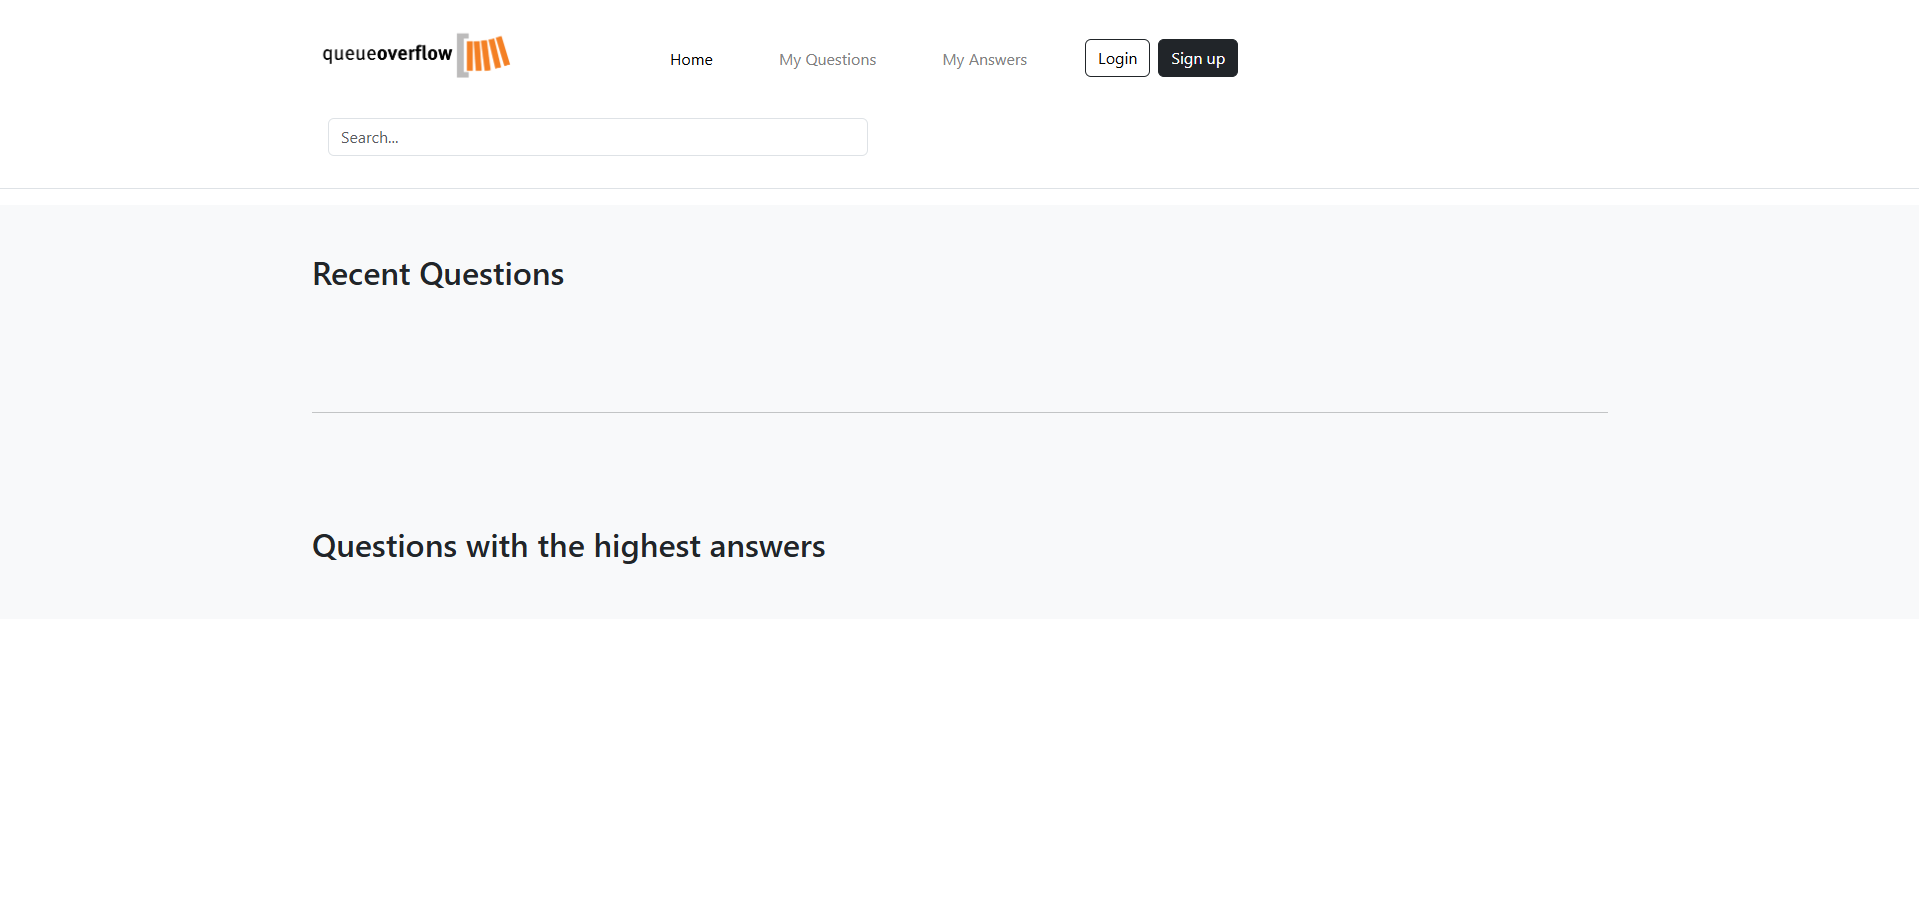 queueoverflow
Home My Questions My Answers Login Sign up
Search...
Recent Questions
Questions with the highest answers